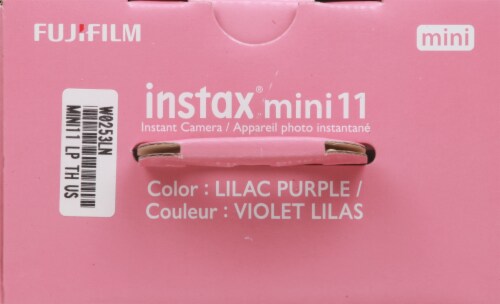 FUJIFILM
mini
instax® mini 11
Instant Camera / Appareil photo instantané
Color : LILAC PURPLE /
Couleur : VIOLET LILAS
W0253LN
MINI11 LP TH US